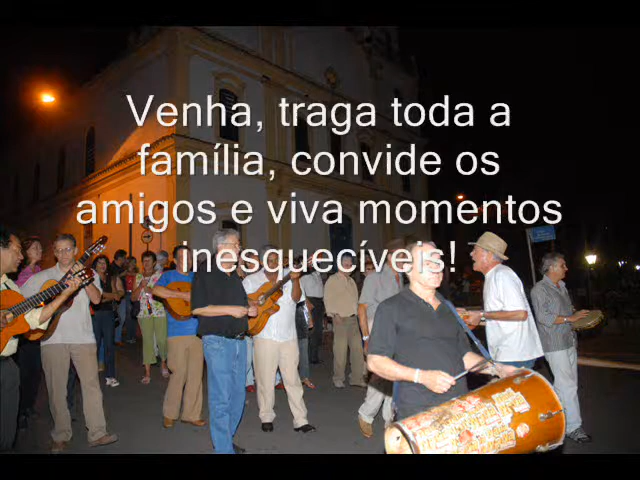 Venha, traga toda a
família, convide os
amigos e viva momentos
inesquecíveis!